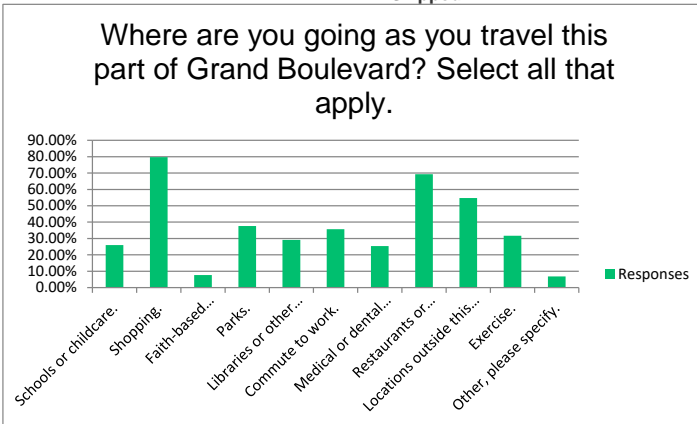 Where are you going as you travel this
part of Grand Boulevard? Select all that
apply.
90.00%
80.00%
70.00%
60.00%
50.00%
40.00%
30.00%
20.00%
10.00%
0.00%
Schools or childcare.
Shopping.
Faith-based...
Parks.
Libraries or other...
Commute to work.
Medical or dental...
Restaurants or...
Locations outside this...
Exercise.
Other, please specify.
Responses